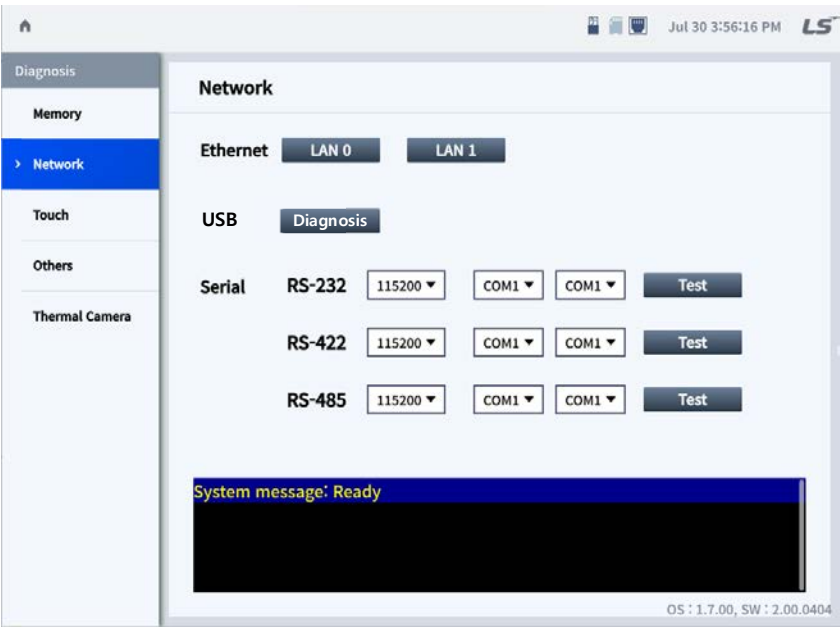 Jul 30 3:56:16 PM LS
Diagnosis
Memory
Network
Touch
Others
Thermal Camera
Network
Ethernet LAN 0 LAN 1
USB Diagnosis
Serial RS-232 115200 COM1 COM1 Test
RS-422 115200 COM1 COM1 Test
RS-485 115200 COM1 COM1 Test
System message: Ready
OS : 1.7.00, SW : 2.00.0404